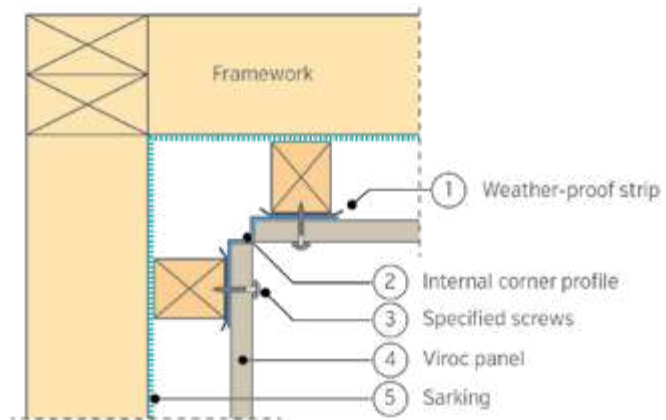 Framework
1 Weather-proof strip
2 Internal corner profile
3 Specified screws
4 Viroc panel
5 Sarking